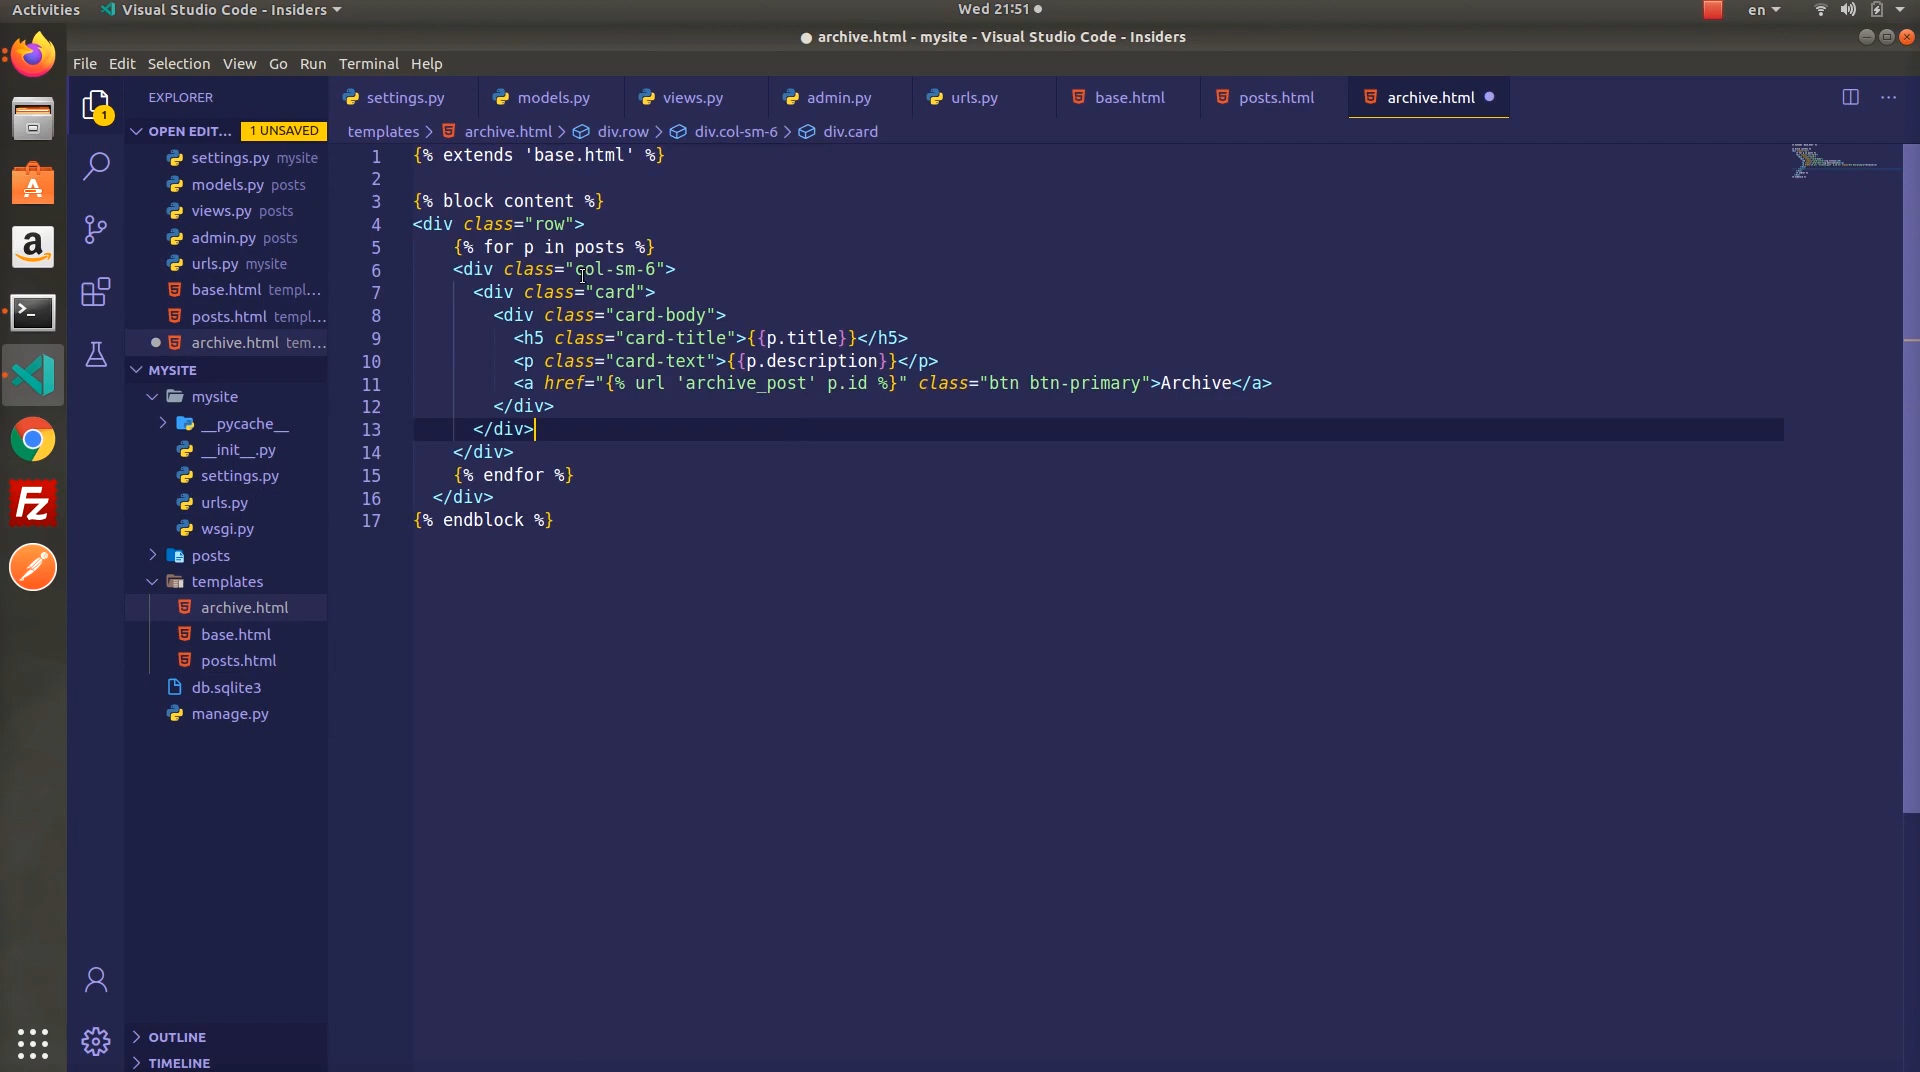 Activities
Visual Studio Code - Insiders
Wed 21:51
en
archive.html - mysite - Visual Studio Code - Insiders
File Edit Selection View Go Run Terminal Help
1
EXPLORER
settings.py models.py views.py admin.py urls.py base.html posts.html archive.html
OPEN EDIT... 1 UNSAVED
settings.py mysite
models.py posts
views.py posts
admin.py posts
urls.py mysite
base.html templ...
posts.html templ...
archive.html tem...
MYSITE
mysite
__pycache__
__init__.py
settings.py
urls.py
wsgi.py
posts
templates
archive.html
base.html
posts.html
db.sqlite3
manage.py
OUTLINE
TIMELINE
templates > archive.html > div.row > div.col-sm-6 > div.card
1 {% extends 'base.html' %}
2
3 {% block content %}
4 <div class="row">
5 {% for p in posts %}
6 <div class="col-sm-6">
7 <div class="card">
8 <div class="card-body">
9 <h5 class="card-title">{{p.title}}</h5>
10 <p class="card-text">{{p.description}}</p>
11 <a href="{% url 'archive_post' p.id %}" class="btn btn-primary">Archive</a>
12 </div>
13 </div>
14 </div>
15 {% endfor %}
16 </div>
17 {% endblock %}